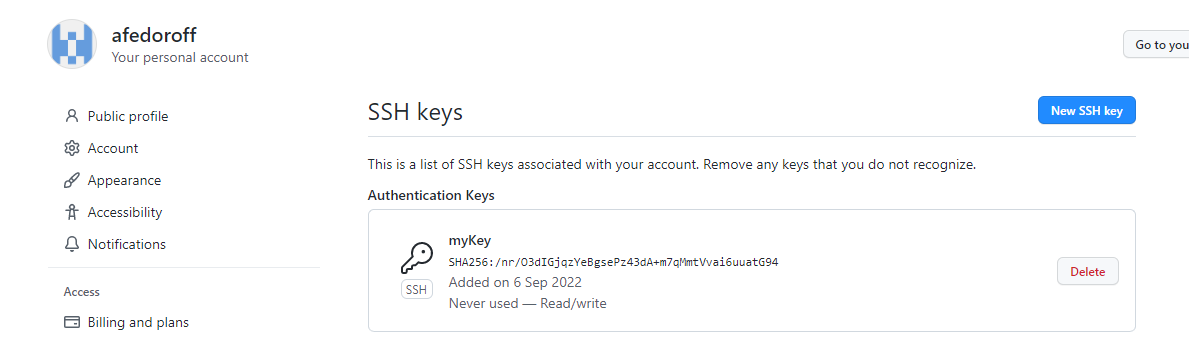 afedoroff
Your personal account
Go to you
Public profile
Account
Appearance
Accessibility
Notifications
Access
Billing and plans
SSH keys
New SSH key
This is a list of SSH keys associated with your account. Remove any keys that you do not recognize.
Authentication Keys
myKey
SHA256:/nr/O3dIGjqzYeBgsePz43dA+m7qMmtVvai6uuatG94
SSH
Added on 6 Sep 2022
Never used — Read/write
Delete